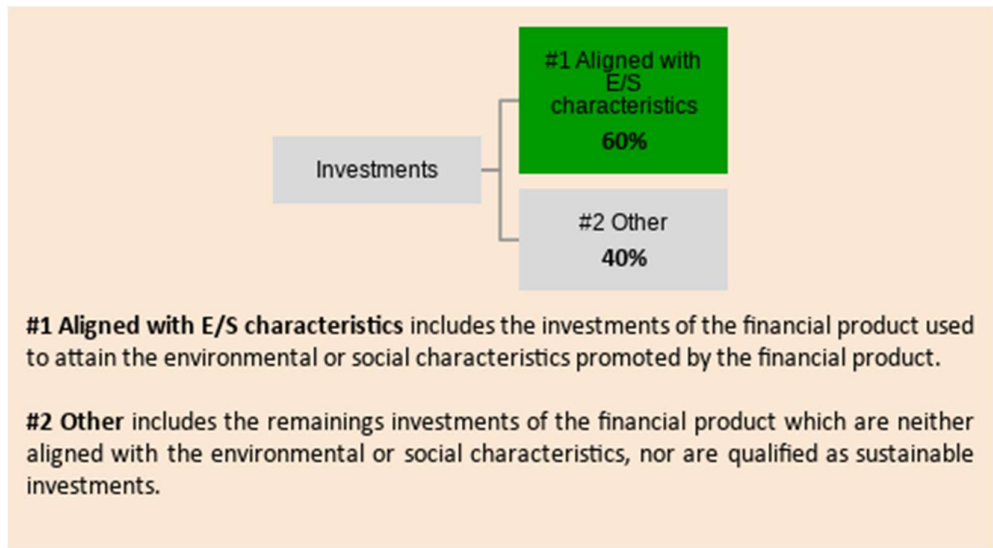 #1 Aligned with
E/S
characteristics
60%
Investments
#2 Other
40%
#1 Aligned with E/S characteristics includes the investments of the financial product used
to attain the environmental or social characteristics promoted by the financial product.
#2 Other includes the remainings investments of the financial product which are neither
aligned with the environmental or social characteristics, nor are qualified as sustainable
investments.